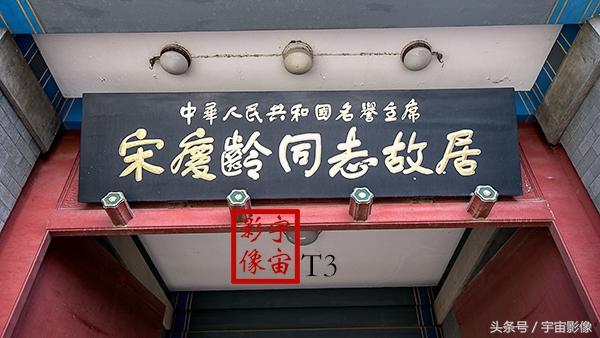 中華人民共和國名譽主席
宋慶齡同志故居
宇宙
影像
T3
头条号 / 宇宙影像